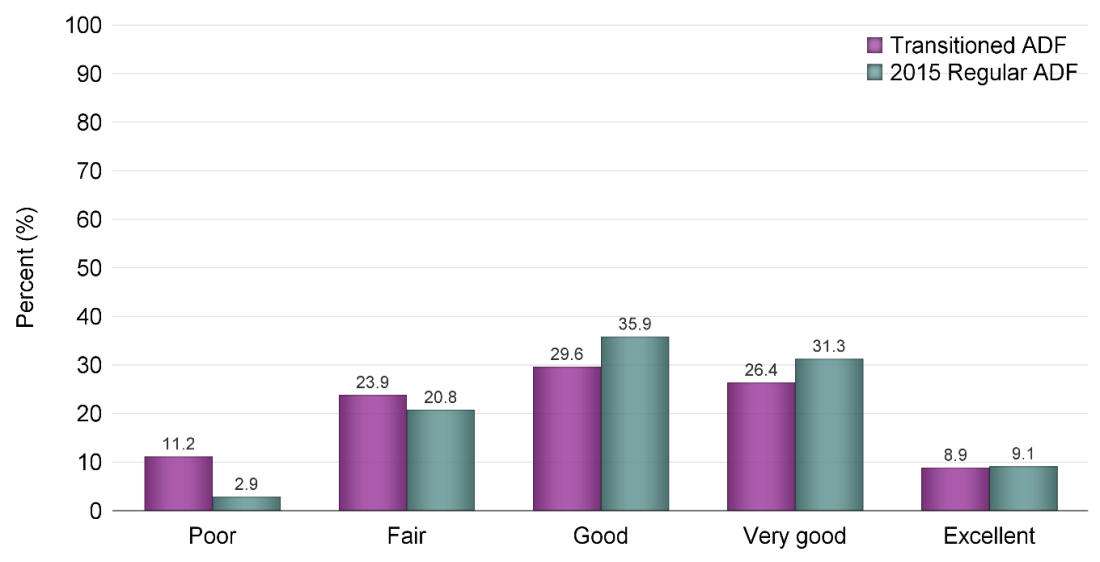 100
Transitioned ADF
2015 Regular ADF
90
80
70
60
50
40
30
20
10
0
Percent (%)
11.2
2.9
23.9
20.8
29.6
35.9
26.4
31.3
8.9
9.1
Poor
Fair
Good
Very good
Excellent